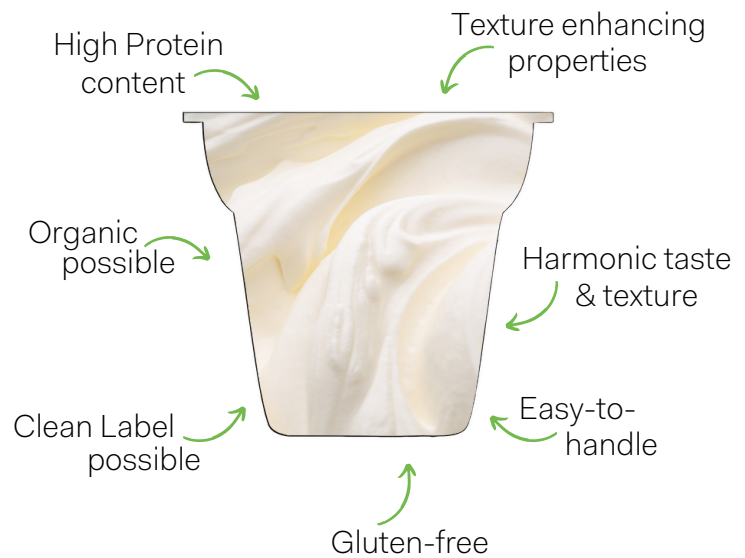 High Protein
content
Texture enhancing
properties
Organic
possible
Harmonic taste
& texture
Clean Label
possible
Easy-to-
handle
Gluten-free